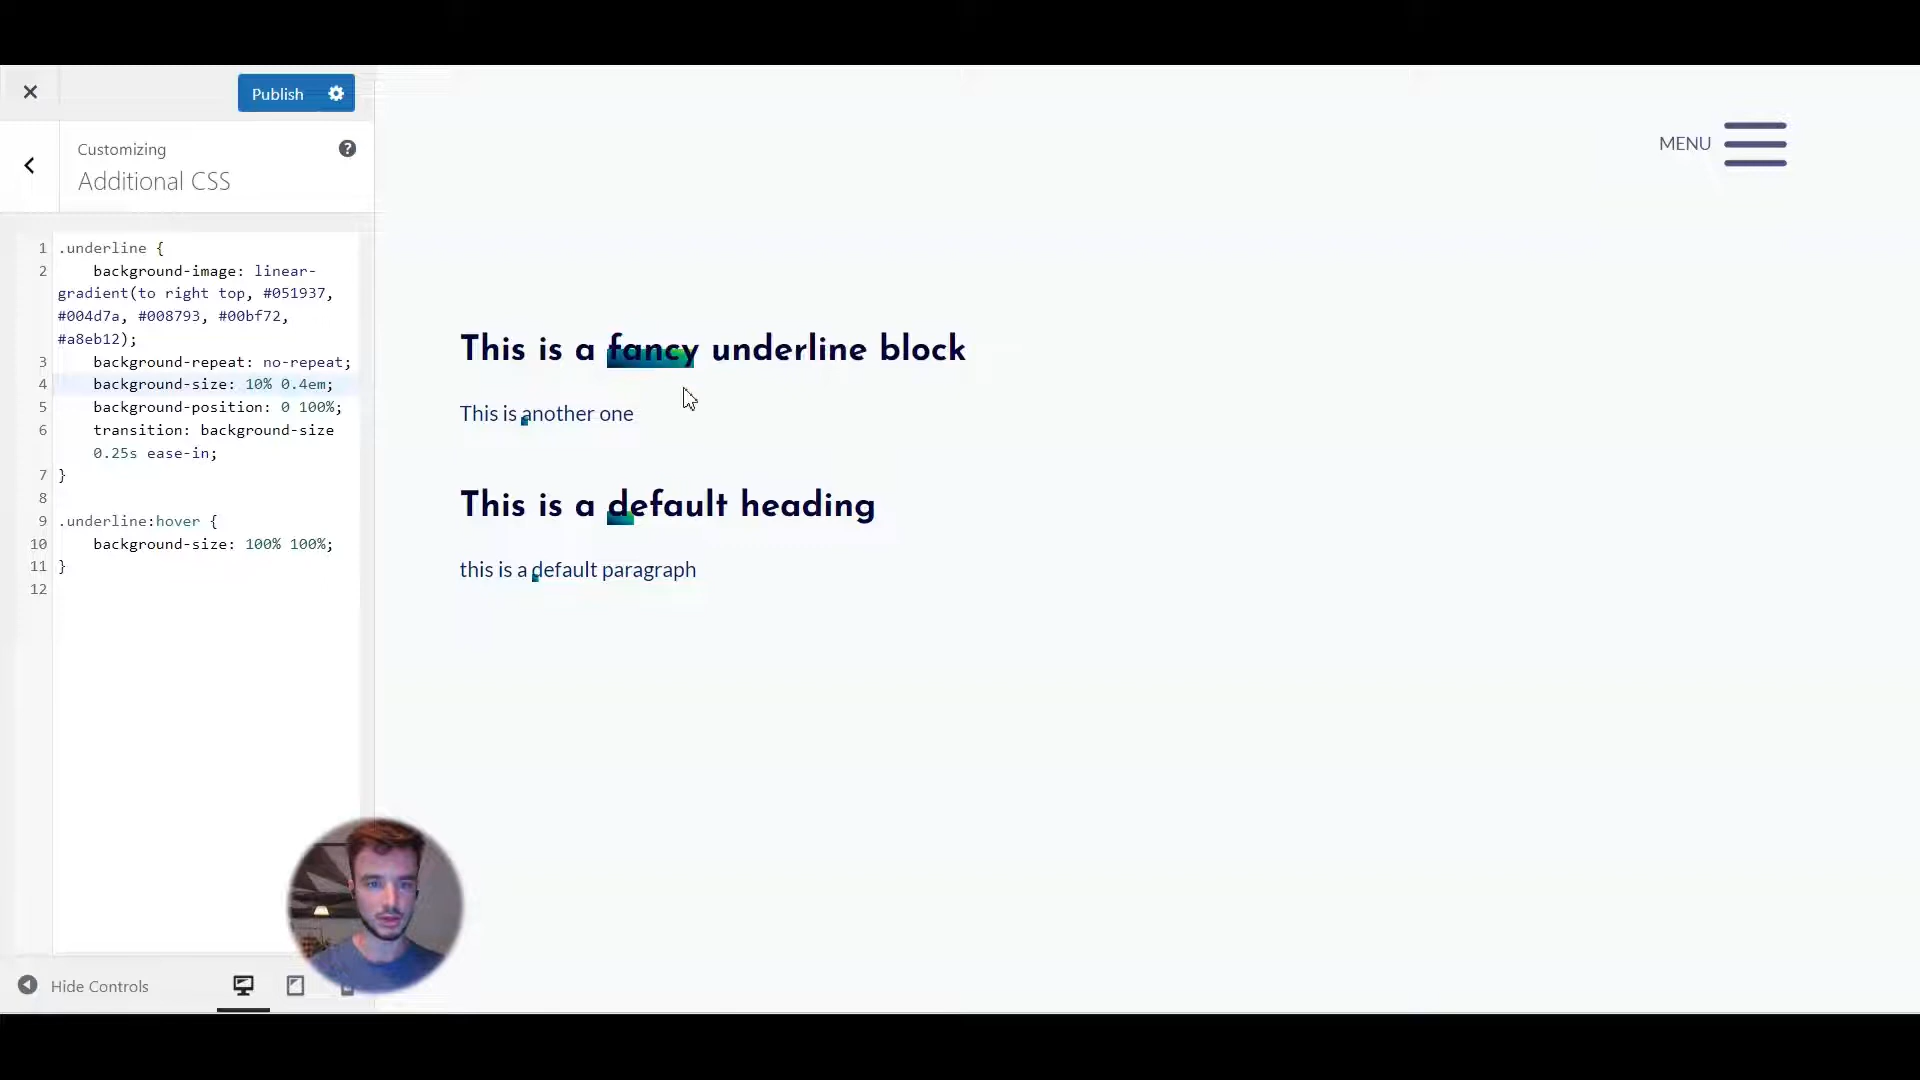 Publish
Customizing
Additional CSS
MENU
1 .underline {
2 background-image: linear-
gradient(to right top, #051937,
#004d7a, #008793, #00bf72,
#a8eb12);
3 background-repeat: no-repeat;
4 background-size: 10% 0.4em;
5 background-position: 0 100%;
6 transition: background-size
0.25s ease-in;
7 }
8
9 .underline:hover {
10 background-size: 100% 100%;
11 }
12
This is a fancy underline block
This is another one
This is a default heading
this is a default paragraph
Hide Controls